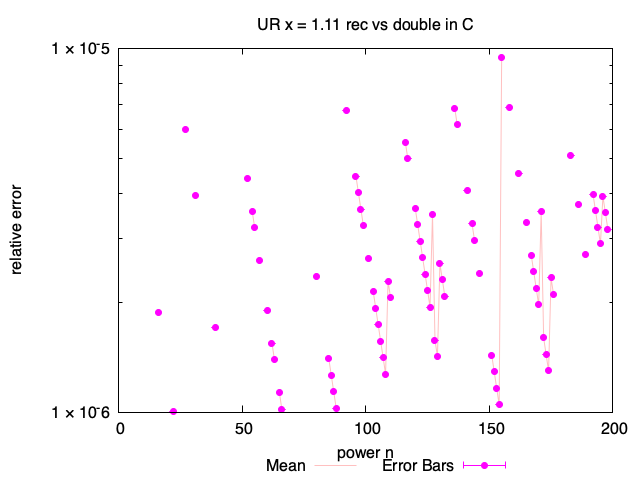 UR x = 1.11 rec vs double in C
1 x 10^-5
relative error
1 x 10^-6
0 50 100 150 200
power n
Mean Error Bars